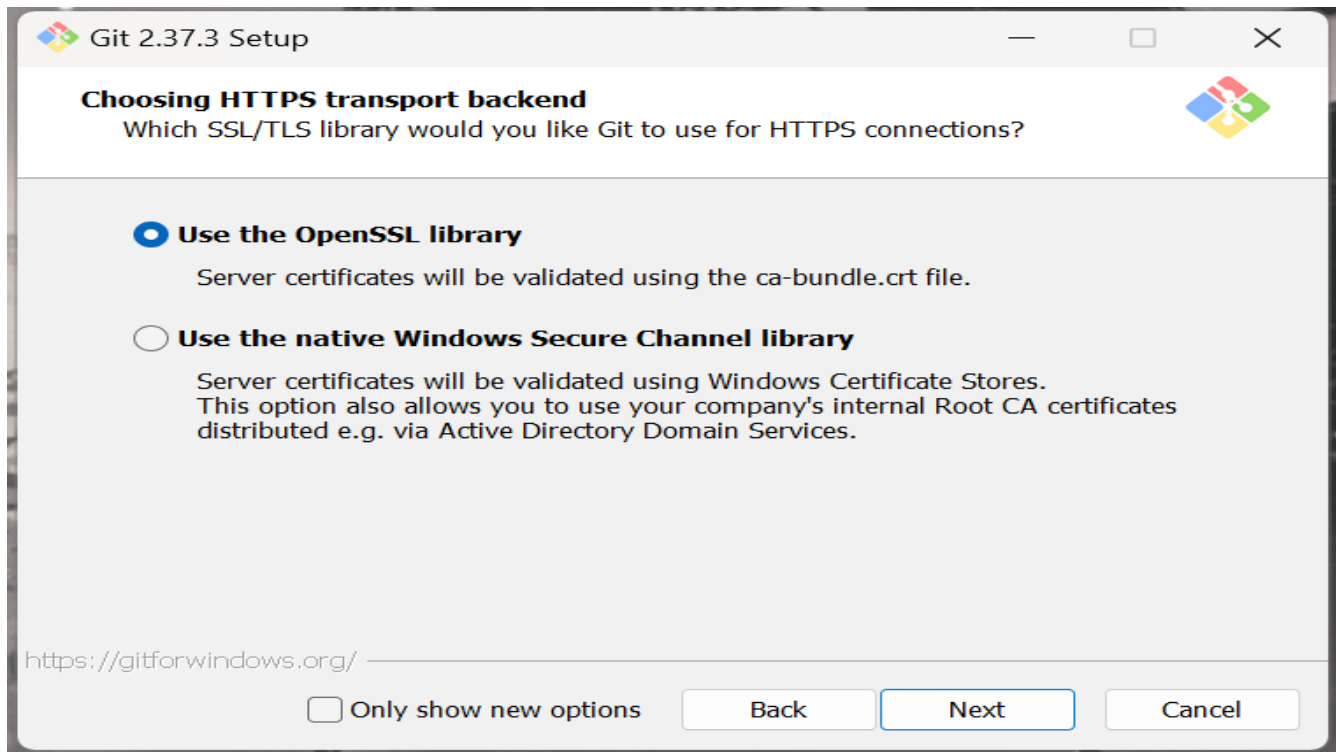 Git 2.37.3 Setup
Choosing HTTPS transport backend
Which SSL/TLS library would you like Git to use for HTTPS connections?
Use the OpenSSL library
Server certificates will be validated using the ca-bundle.crt file.
Use the native Windows Secure Channel library
Server certificates will be validated using Windows Certificate Stores.
This option also allows you to use your company's internal Root CA certificates
distributed e.g. via Active Directory Domain Services.
https://gitforwindows.org/
Only show new options Back Next Cancel